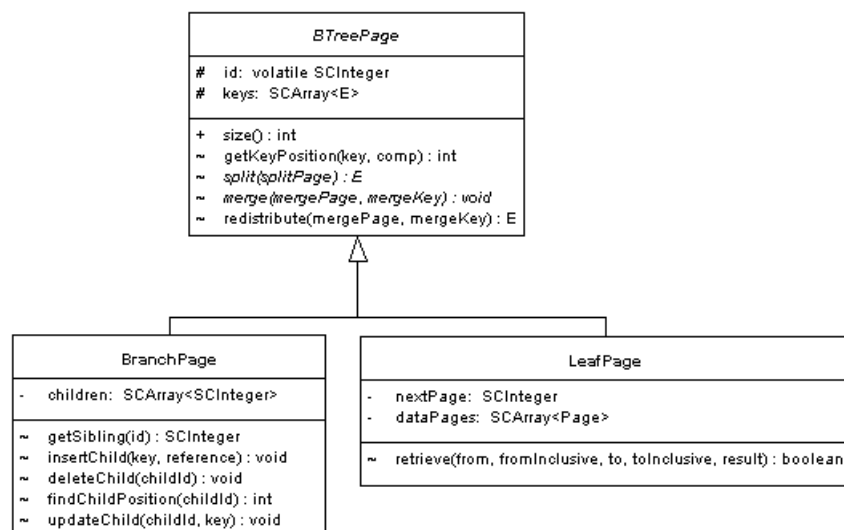 BTreePage
# id: volatile SCInteger
# keys: SCArray<E>
+ size() : int
~ getKeyPosition(key, comp) : int
~ split(splitPage) : E
~ merge(mergePage, mergeKey) : void
~ redistribute(mergePage, mergeKey) : E
BranchPage
- children: SCArray<SCInteger>
~ getSibling(id) : SCInteger
~ insertChild(key, reference) : void
~ deleteChild(childId) : void
~ findChildPosition(childId) : int
~ updateChild(childId, key) : void
LeafPage
- nextPage: SCInteger
- dataPages: SCArray<Page>
~ retrieve(from, fromInclusive, to, toInclusive, result) : boolean